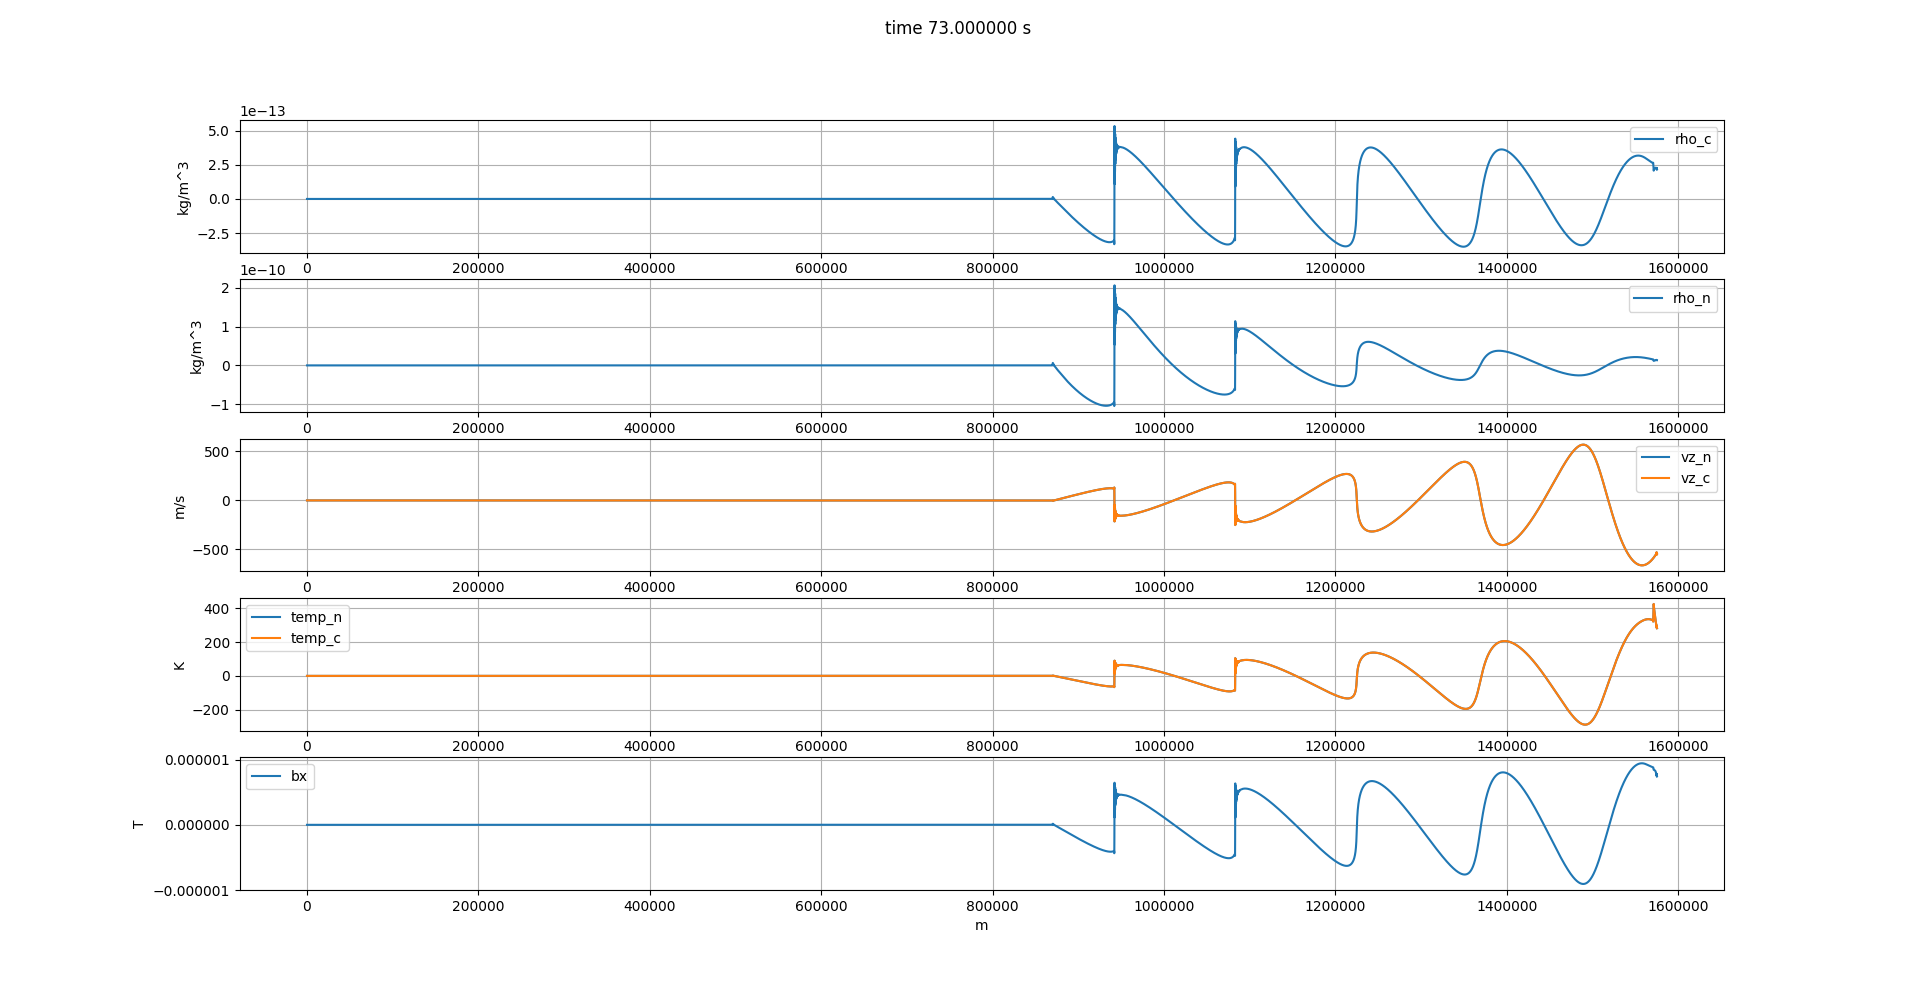 time 73.000000 s
1e−13
5.0
2.5
0.0
−2.5
kg/m^3
rho_c
0 200000 400000 600000 800000 1000000 1200000 1400000 1600000
1e−10
2
1
0
−1
kg/m^3
rho_n
0 200000 400000 600000 800000 1000000 1200000 1400000 1600000
500
0
−500
m/s
vz_n
vz_c
0 200000 400000 600000 800000 1000000 1200000 1400000 1600000
400
200
0
−200
K
temp_n
temp_c
0 200000 400000 600000 800000 1000000 1200000 1400000 1600000
0.000001
0.000000
−0.000001
T
bx
0 200000 400000 600000 800000 1000000 1200000 1400000 1600000
m